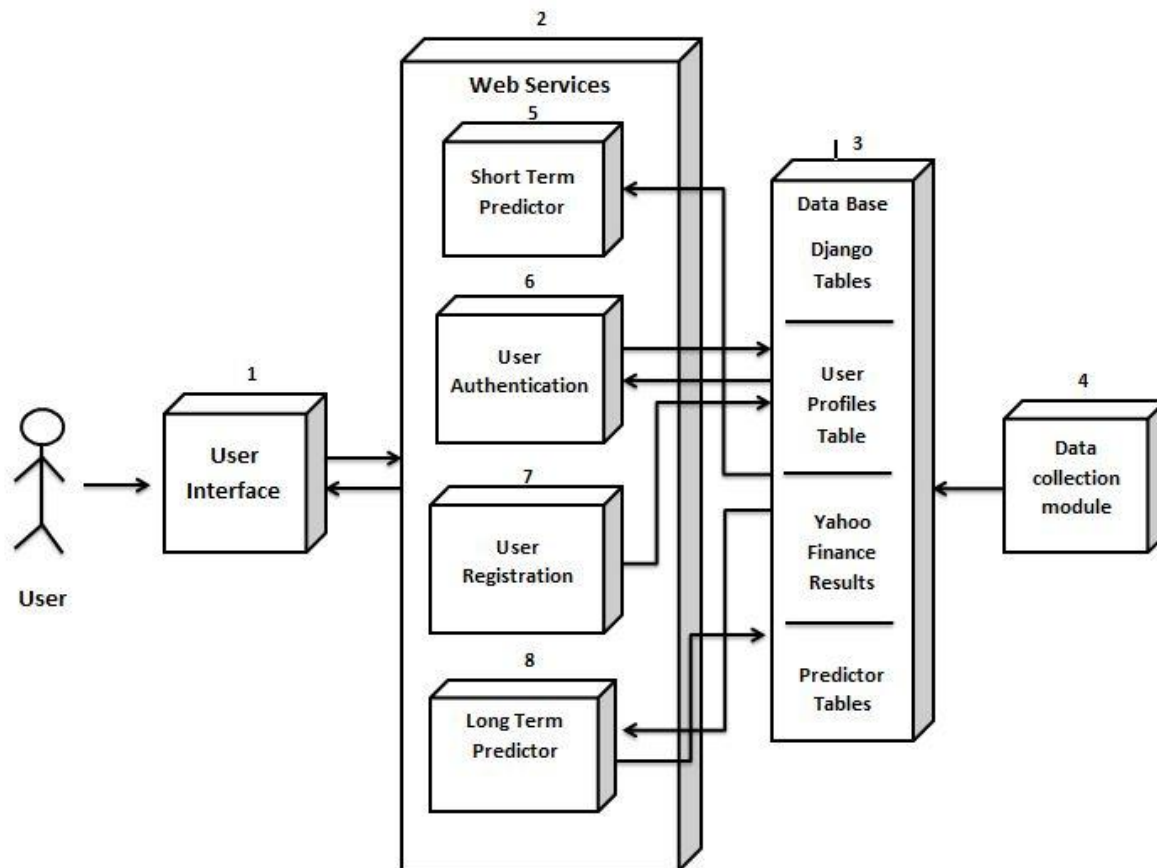 2
Web Services
5
Short Term
Predictor
6
User
Authentication
7
User
Registration
8
Long Term
Predictor
1
User
Interface
User
3
Data Base
Django
Tables
User
Profiles
Table
Yahoo
Finance
Results
Predictor
Tables
4
Data
collection
module